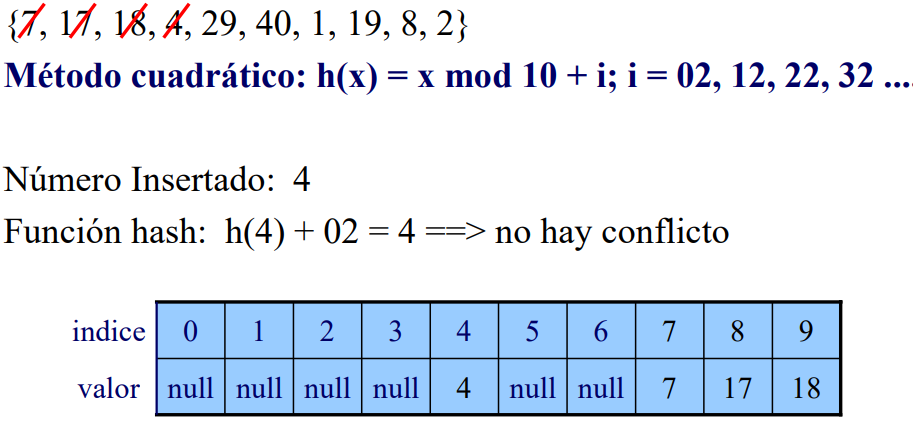 {7, 17, 18, 4, 29, 40, 1, 19, 8, 2}
Método cuadrático: h(x) = x mod 10 + i; i = 02, 12, 22, 32 ....
Número Insertado: 4
Función hash: h(4) + 02 = 4 ==> no hay conflicto
indice 0 1 2 3 4 5 6 7 8 9
valor null null null null 4 null null 7 17 18